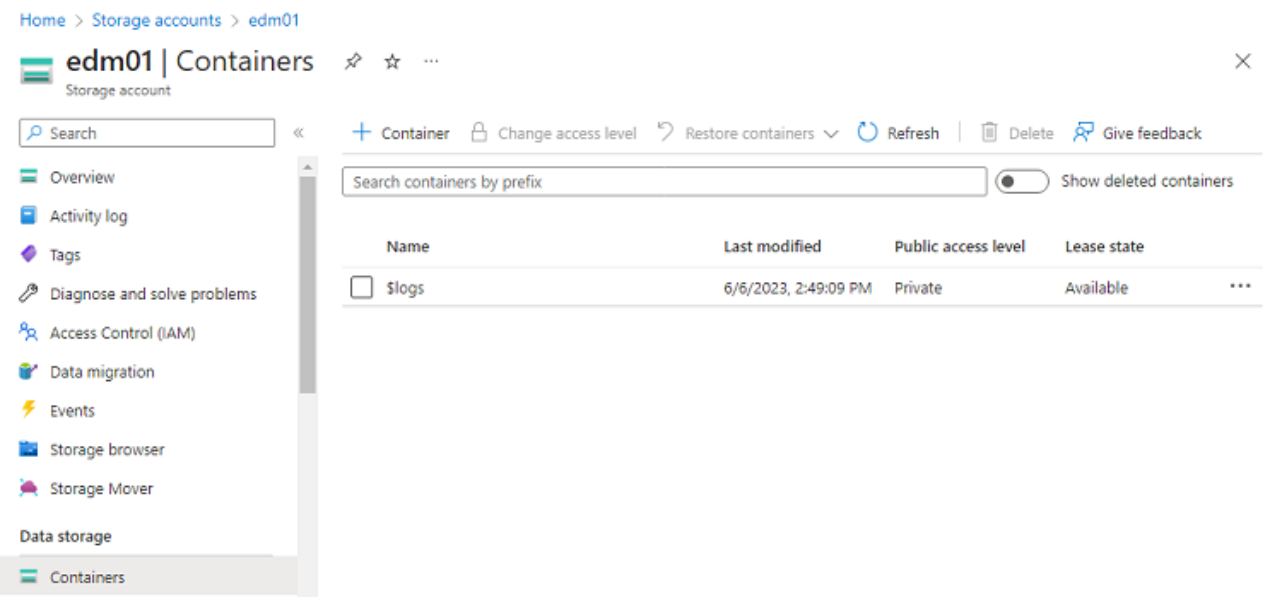 Home > Storage accounts > edm01
edm01 | Containers ...
Storage account
Search «
+ Container Change access level Restore containers Refresh Delete Give feedback
Search containers by prefix Show deleted containers
Name Last modified Public access level Lease state
$logs 6/6/2023, 2:49:09 PM Private Available ...
Overview
Activity log
Tags
Diagnose and solve problems
Access Control (IAM)
Data migration
Events
Storage browser
Storage Mover
Data storage
Containers